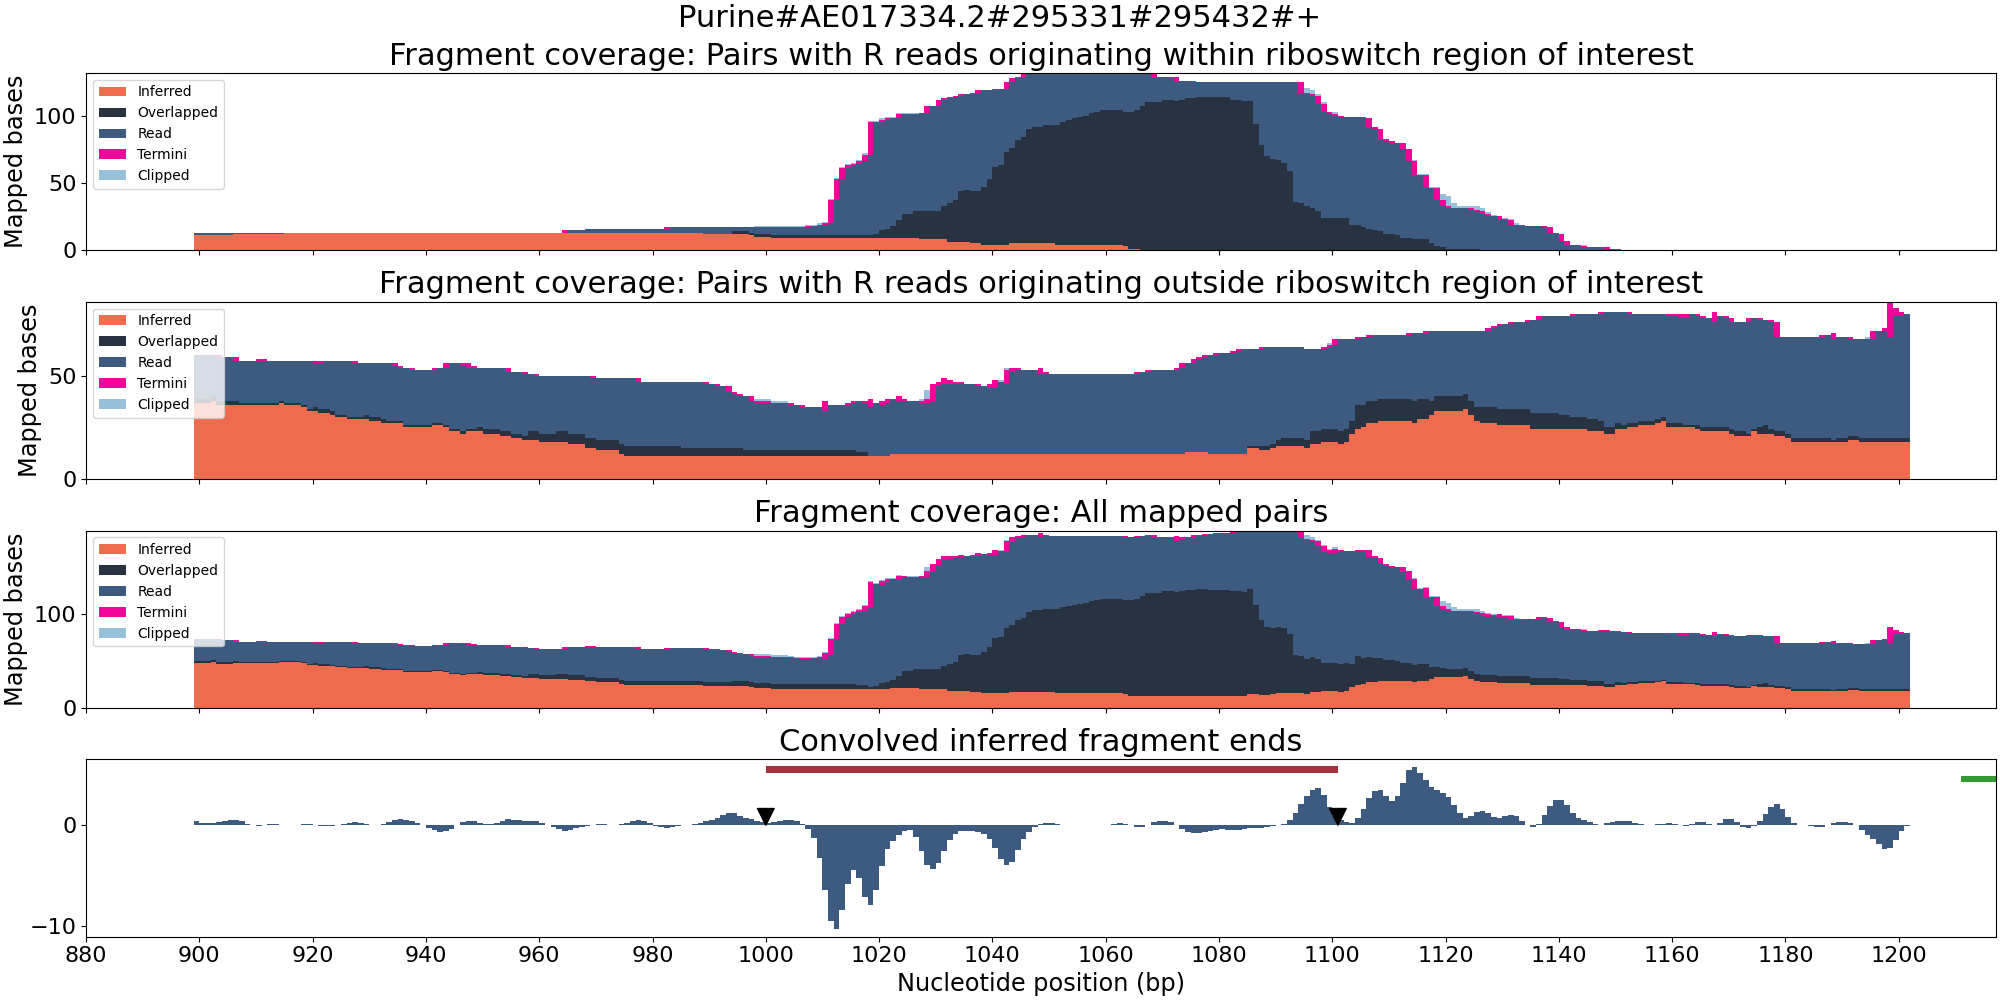 Purine#AE017334.2#295331#295432#+
Fragment coverage: Pairs with R reads originating within riboswitch region of interest
Mapped bases
100
50
0
Inferred
Overlapped
Read
Termini
Clipped
Fragment coverage: Pairs with R reads originating outside riboswitch region of interest
Mapped bases
50
0
Inferred
Overlapped
Read
Termini
Clipped
Fragment coverage: All mapped pairs
Mapped bases
100
0
Inferred
Overlapped
Read
Termini
Clipped
Convolved inferred fragment ends
0
−10
880 900 920 940 960 980 1000 1020 1040 1060 1080 1100 1120 1140 1160 1180 1200
Nucleotide position (bp)